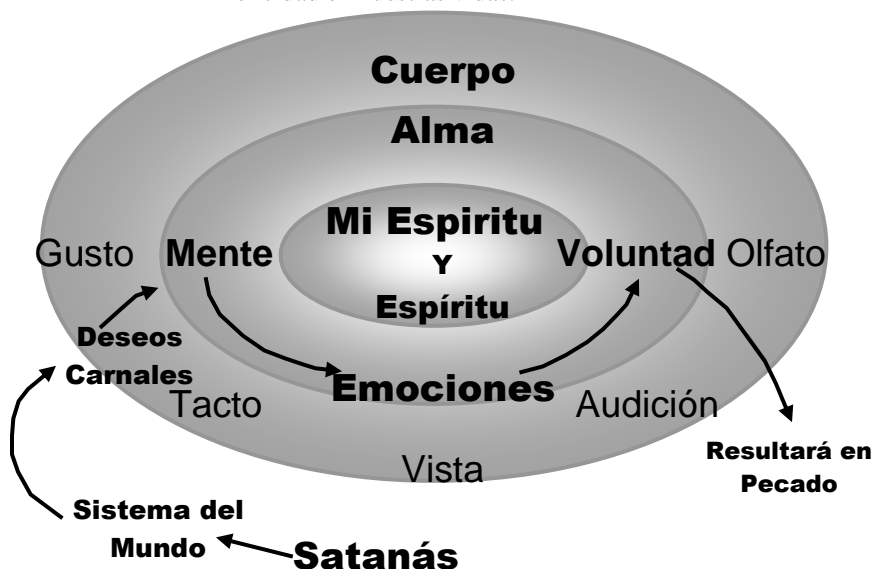 Cuerpo
Alma
Mi Espiritu
Y
Espíritu
Gusto
Mente
Voluntad
Olfato
Deseos
Carnales
Tacto
Emociones
Audición
Vista
Resultará en
Pecado
Sistema del
Mundo
Satanás